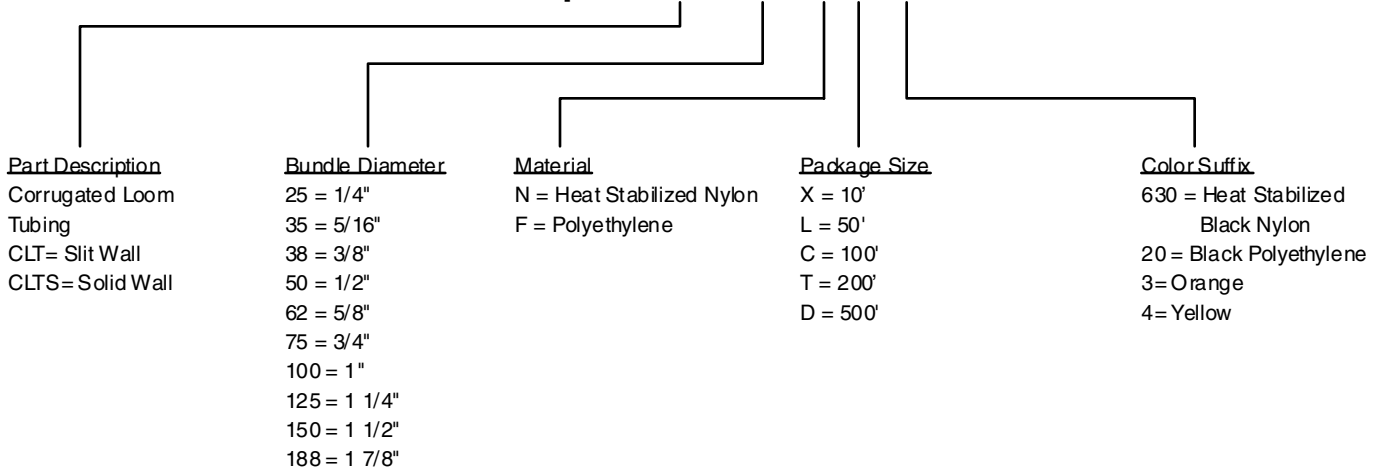 Part Description
Corrugated Loom
Tubing
CLT= Slit Wall
CLTS= Solid Wall
Bundle Diameter
25 = 1/4"
35 = 5/16"
38 = 3/8"
50 = 1/2"
62 = 5/8"
75 = 3/4"
100 = 1"
125 = 1 1/4"
150 = 1 1/2"
188 = 1 7/8"
Material
N = Heat Stabilized Nylon
F = Polyethylene
Package Size
X = 10'
L = 50'
C = 100'
T = 200'
D = 500'
Color Suffix
630 = Heat Stabilized
Black Nylon
20 = Black Polyethylene
3= Orange
4= Yellow